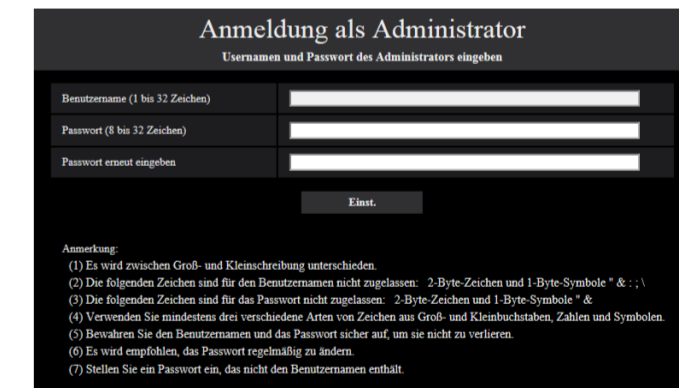 Anmeldung als Administrator
Usernamen und Passwort des Administrators eingeben
Benutzername (1 bis 32 Zeichen)
Passwort (8 bis 32 Zeichen)
Passwort erneut eingeben
Einst.
Anmerkung:
(1) Es wird zwischen Groß- und Kleinschreibung unterschieden.
(2) Die folgenden Zeichen sind für den Benutzernamen nicht zugelassen: 2-Byte-Zeichen und 1-Byte-Symbole " & : ; \
(3) Die folgenden Zeichen sind für das Passwort nicht zugelassen: 2-Byte-Zeichen und 1-Byte-Symbole " &
(4) Verwenden Sie mindestens drei verschiedene Arten von Zeichen aus Groß- und Kleinbuchstaben, Zahlen und Symbolen.
(5) Bewahren Sie den Benutzernamen und das Passwort sicher auf, um sie nicht zu verlieren.
(6) Es wird empfohlen, das Passwort regelmäßig zu ändern.
(7) Stellen Sie ein Passwort ein, das nicht den Benutzernamen enthält.